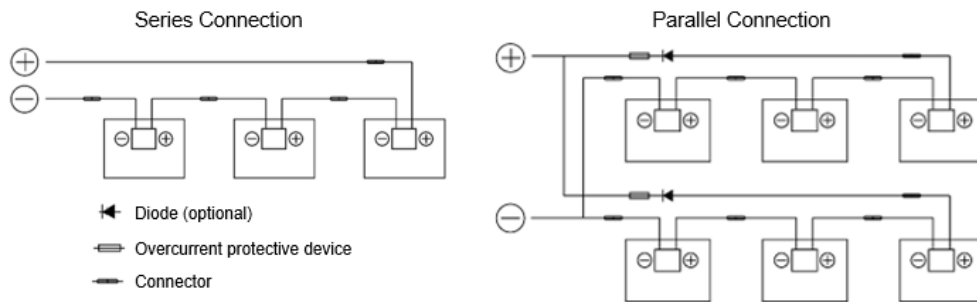 Series Connection
Parallel Connection
Diode (optional)
Overcurrent protective device
Connector